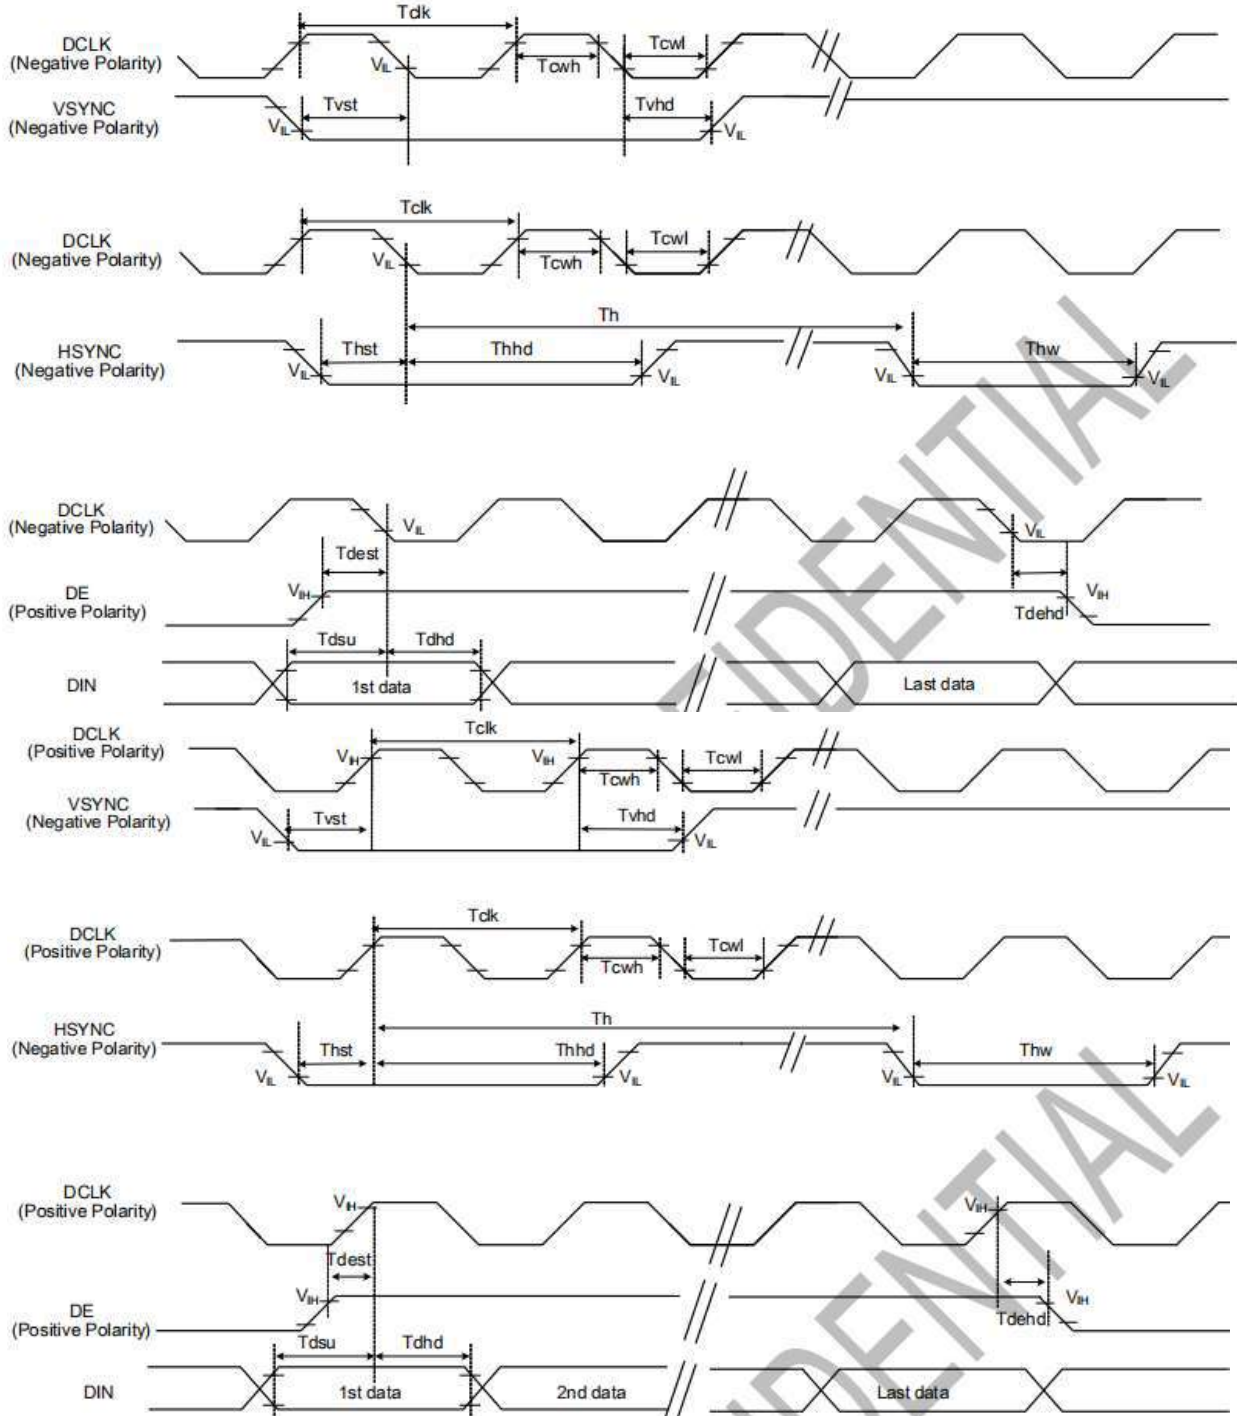 Tclk
DCLK
(Negative Polarity)
VIL
Tcwh
Tcwl
VSYNC
(Negative Polarity)
VIL
Tvst
Tvhd
VIL
Tclk
DCLK
(Negative Polarity)
VIL
Tcwh
Tcwl
Th
HSYNC
(Negative Polarity)
VIL
Thst
Thhd
VIL
VIL
Thw
VIL
DCLK
(Negative Polarity)
VIL
VIL
Tdest
DE
(Positive Polarity)
VIH
VIH
Tdehd
Tdsu
Tdhd
DIN
1st data
Last data
FIDENTIAL
DCLK
(Positive Polarity)
Tclk
VIH
VIH
Tcwh
Tcwl
VSYNC
(Negative Polarity)
Tvst
Tvhd
VIL
VIL
Tclk
DCLK
(Positive Polarity)
Tcwh
Tcwl
Th
HSYNC
(Negative Polarity)
Thst
Thhd
Thw
VIL
VIL
VIL
VIL
DCLK
(Positive Polarity)
VIH
VIH
Tdest
DE
(Positive Polarity)
VIH
VIH
Tdehd
Tdsu
Tdhd
DIN
1st data
2nd data
Last data
FIDENTIAL